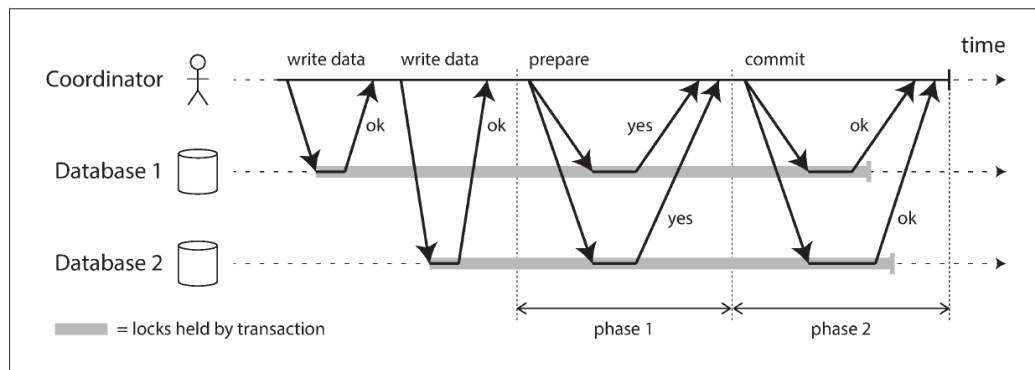 time
write data
write data
prepare
commit
Coordinator
ok
ok
yes
ok
Database 1
yes
ok
Database 2
= locks held by transaction
phase 1
phase 2